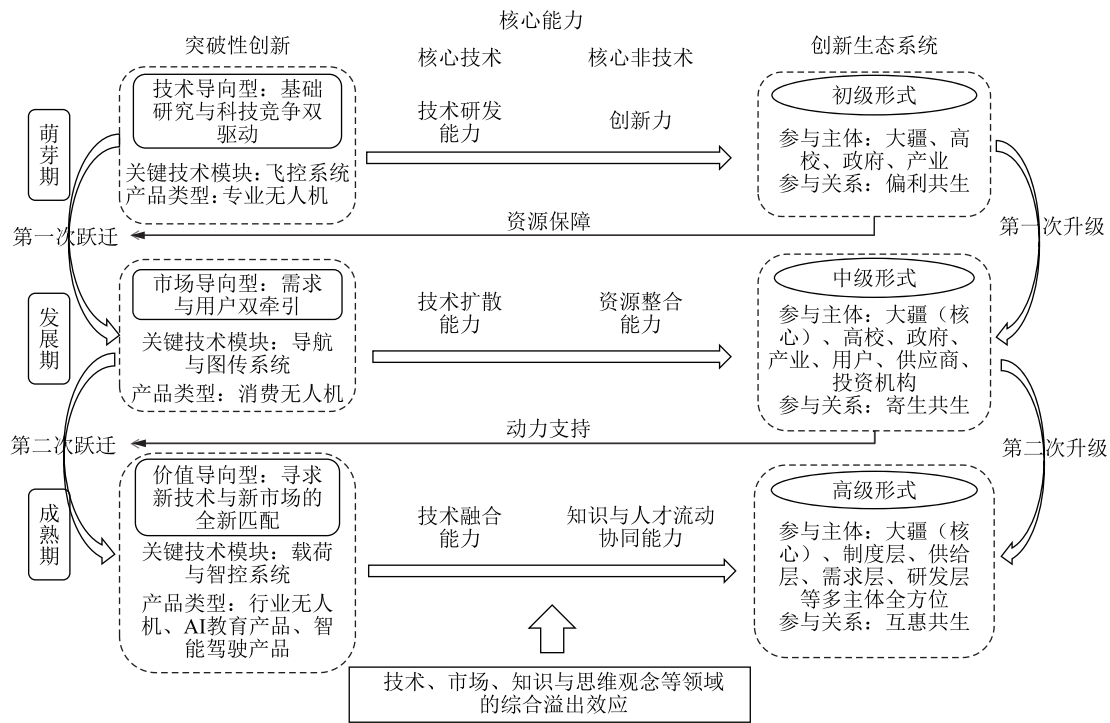 核心能力
突破性创新
核心技术
核心非技术
创新生态系统
萌芽期
技术导向型：基础
研究与科技竞争双
驱动
关键技术模块：飞控系统
产品类型：专业无人机
技术研发
能力
创新力
初级形式
参与主体：大疆、高
校、政府、产业
参与关系：偏利共生
第一次跃迁
资源保障
第一次升级
发展期
市场导向型：需求
与用户双牵引
关键技术模块：导航
与图传系统
产品类型：消费无人机
技术扩散
能力
资源整合
能力
中级形式
参与主体：大疆（核
心）、高校、政府、
产业、用户、供应商、
投资机构
参与关系：寄生共生
第二次跃迁
动力支持
第二次升级
成熟期
价值导向型：寻求
新技术与新市场的
全新匹配
关键技术模块：载荷
与智控系统
产品类型：行业无人
机、AI教育产品、智
能驾驶产品
技术融合
能力
知识与人才流动
协同能力
高级形式
参与主体：大疆（核
心）、制度层、供给
层、需求层、研发层
等多主体全方位
参与关系：互惠共生
技术、市场、知识与思维观念等领域
的综合溢出效应